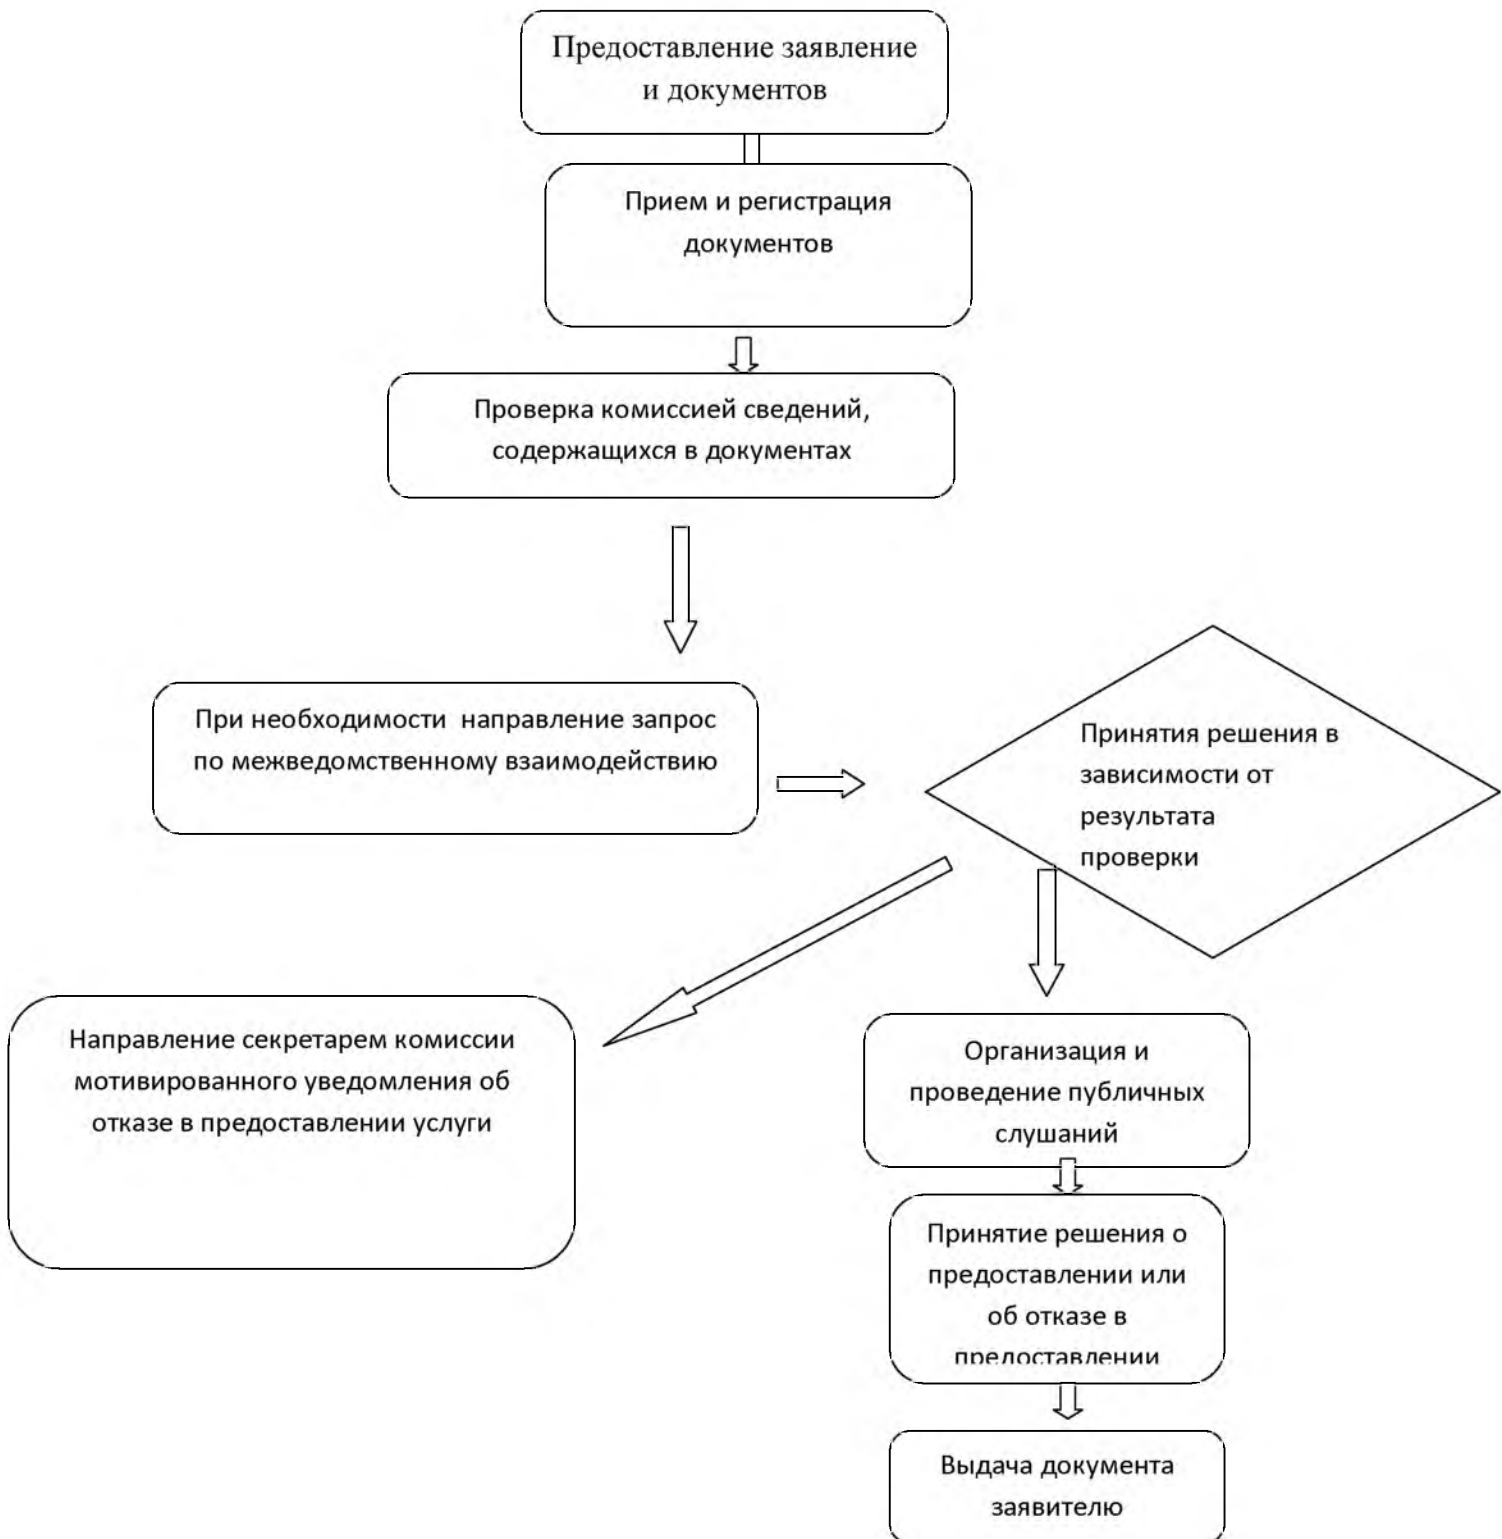 Предоставление заявление
и документов
Прием и регистрация
документов
Проверка комиссией сведений,
содержащихся в документах
При необходимости направление запрос
по межведомственному взаимодействию
Принятия решения в
зависимости от
результата
проверки
Направление секретарем комиссии
мотивированного уведомления об
отказе в предоставлении услуги
Организация и
проведение публичных
слушаний
Принятие решения о
предоставлении или
об отказе в
предоставлении
Выдача документа
заявителю